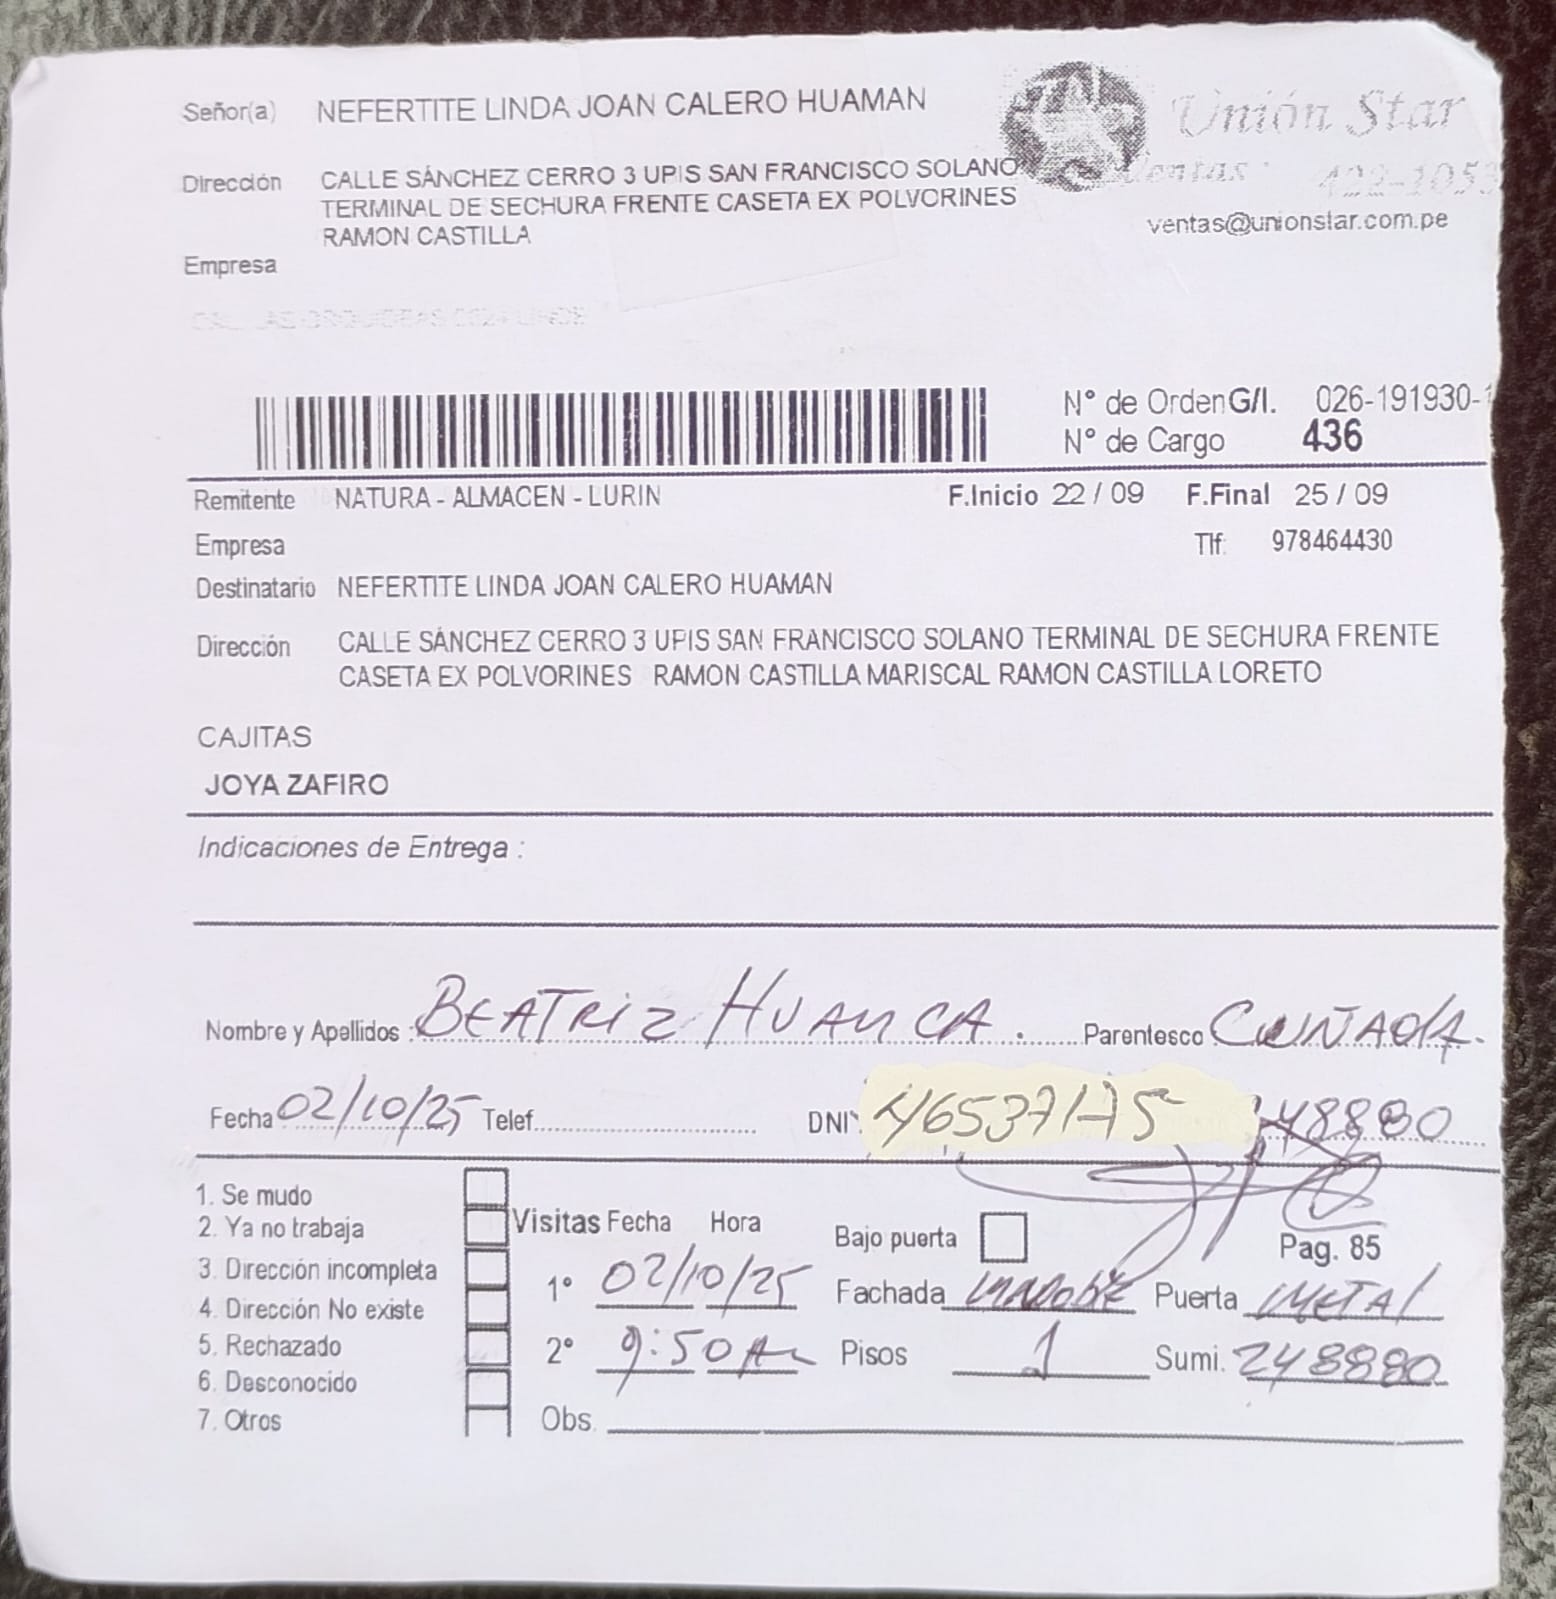 Señor(a) NEFERTITE LINDA JOAN CALERO HUAMAN
Unión Star
Dirección CALLE SÁNCHEZ CERRO 3 UPIS SAN FRANCISCO SOLANO
TERMINAL DE SECHURA FRENTE CASETA EX POLVORINES
RAMON CASTILLA
Ventas: 422-1053
ventas@unionstar.com.pe
Empresa
N° de Orden G/I. 026-191930-1
N° de Cargo 436
Remitente NATURA - ALMACEN - LURIN F.Inicio 22 / 09 F.Final 25 / 09
Empresa Tlf: 978464430
Destinatario NEFERTITE LINDA JOAN CALERO HUAMAN
Dirección CALLE SÁNCHEZ CERRO 3 UPIS SAN FRANCISCO SOLANO TERMINAL DE SECHURA FRENTE
CASETA EX POLVORINES RAMON CASTILLA MARISCAL RAMON CASTILLA LORETO
CAJITAS
JOYA ZAFIRO
Indicaciones de Entrega :
Nombre y Apellidos : BEATRIZ HUANCA. Parentesco CUÑADA.
Fecha 02/10/25 Telef. DNI 48880
1. Se mudo
2. Ya no trabaja
3. Dirección incompleta
4. Dirección No existe
5. Rechazado
6. Desconocido
7. Otros
Visitas Fecha Hora
1° 02/10/25
2° 9:50 AM
Obs.
Bajo puerta
Pag. 85
Fachada Puerta METAL
Pisos 1 Sumi. 248880